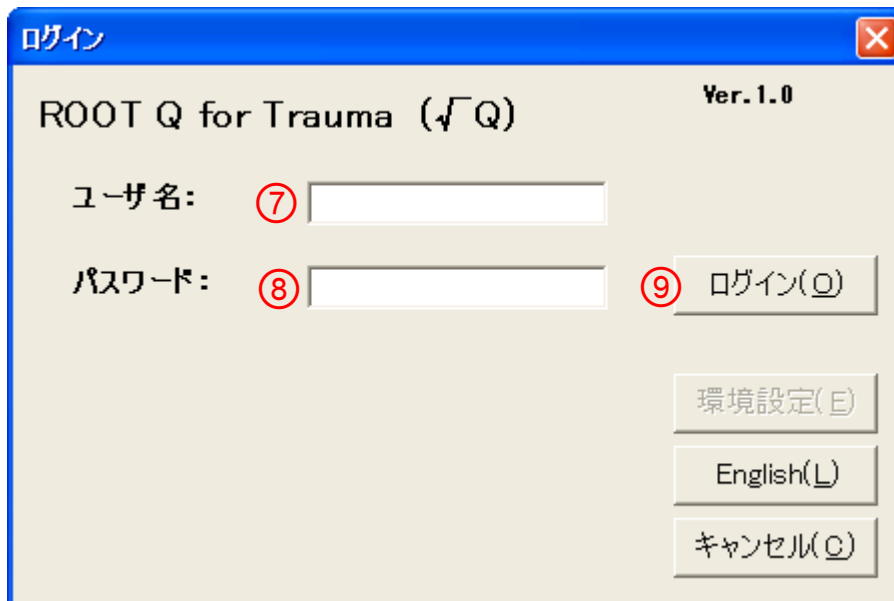 ログイン
ROOT Q for Trauma (√Q)
Ver.1.0
ユーザ名: ⑦
パスワード: ⑧
⑨ ログイン(O)
環境設定(E)
English(L)
キャンセル(C)